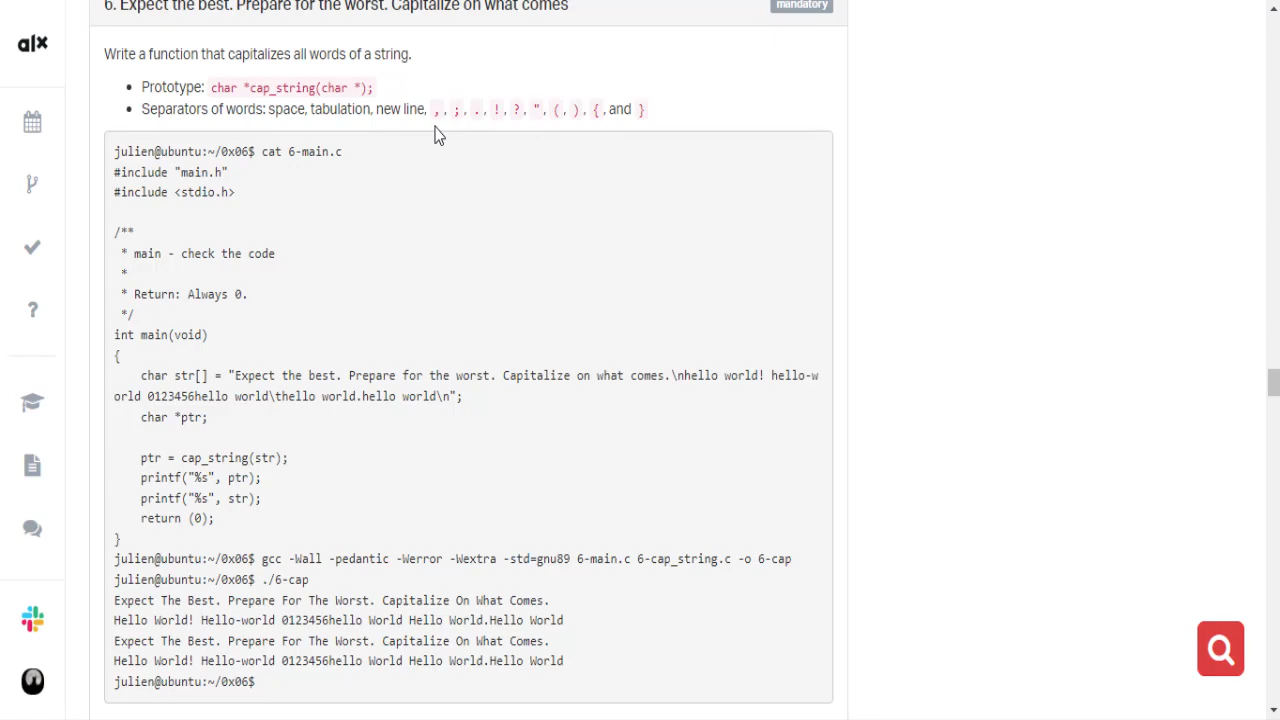 6. Expect the best. Prepare for the worst. Capitalize on what comes
mandatory
alx
Write a function that capitalizes all words of a string.
• Prototype: char *cap_string(char *);
• Separators of words: space, tabulation, new line, , , ; , . , ! , ? , " , ( , ) , { , and }
julien@ubuntu:~/0x06$ cat 6-main.c
#include "main.h"
#include <stdio.h>
/**
 * main - check the code
 *
 * Return: Always 0.
 */
int main(void)
{
    char str[] = "Expect the best. Prepare for the worst. Capitalize on what comes.\nhello world! hello-w
orld 0123456hello world\thello world.hello world\n";
    char *ptr;
    ptr = cap_string(str);
    printf("%s", ptr);
    printf("%s", str);
    return (0);
}
julien@ubuntu:~/0x06$ gcc -Wall -pedantic -Werror -Wextra -std=gnu89 6-main.c 6-cap_string.c -o 6-cap
julien@ubuntu:~/0x06$ ./6-cap
Expect The Best. Prepare For The Worst. Capitalize On What Comes.
Hello World! Hello-world 0123456hello World Hello World.Hello World
Expect The Best. Prepare For The Worst. Capitalize On What Comes.
Hello World! Hello-world 0123456hello World Hello World.Hello World
julien@ubuntu:~/0x06$